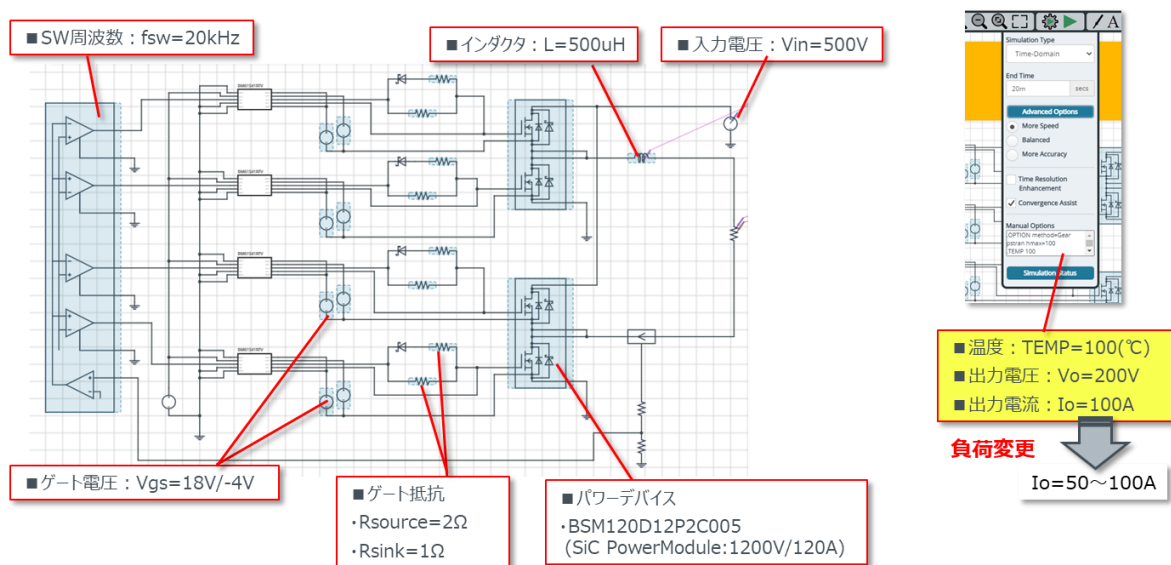 ■SW周波数：fsw=20kHz
■インダクタ：L=500uH
■入力電圧：Vin=500V
■ゲート電圧：Vgs=18V/-4V
■ゲート抵抗
・Rsource=2Ω
・Rsink=1Ω
■パワーデバイス
・BSM120D12P2C005
(SiC PowerModule:1200V/120A)
A
Simulation Type
Time-Domain
End Time
20m secs
Advanced Options
More Speed
Balanced
More Accuracy
Time Resolution
Enhancement
Convergence Assist
Manual Options
OPTION method=Gear
pstran hmax=100
.TEMP 100
Simulation Status
■温度：TEMP=100(℃)
■出力電圧：Vo=200V
■出力電流：Io=100A
負荷変更
Io=50～100A